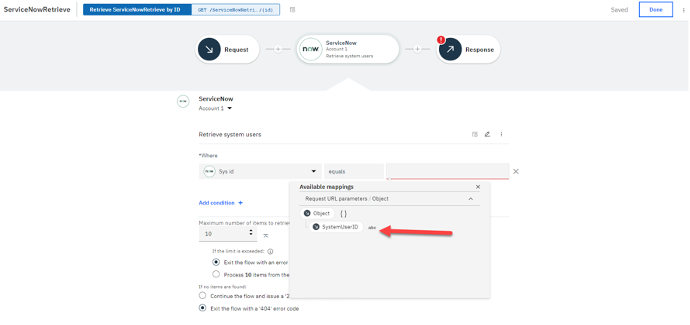 ServiceNowRetrieve
Retrieve ServiceNowRetrieve by ID
GET /ServiceNowRetri../{id}
Saved
Done
Request
now
ServiceNow
Account 1
Retrieve system users
!
Response
now
ServiceNow
Account 1
Retrieve system users
*Where
now
Sys id
equals
Available mappings
Request URL parameters / Object
Object
{ }
SystemUserID
abc
Add condition +
Maximum number of items to retrie
10
If the limit is exceeded:
Exit the flow with an error
Process 10 items from the
If no items are found:
Continue the flow and issue a '2
Exit the flow with a '404' error code